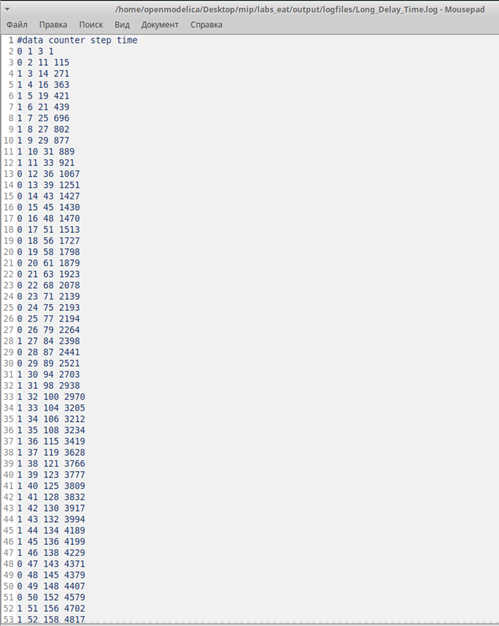 /home/openmodelica/Desktop/mip/labs_eat/output/logfiles/Long_Delay_Time.log - Mousepad
Файл Правка Поиск Вид Документ Справка
1 #data counter step time
2 0 1 3 1
3 0 2 11 115
4 1 3 14 271
5 1 4 16 363
6 1 5 19 421
7 1 6 21 439
8 1 7 25 696
9 1 8 27 802
10 1 9 29 877
11 1 10 31 889
12 1 11 33 921
13 0 12 36 1067
14 0 13 39 1251
15 0 14 43 1427
16 0 15 45 1430
17 0 16 48 1470
18 0 17 51 1513
19 0 18 56 1727
20 0 19 58 1798
21 0 20 61 1879
22 0 21 63 1923
23 0 22 68 2078
24 0 23 71 2139
25 0 24 75 2193
26 0 25 77 2194
27 0 26 79 2264
28 1 27 84 2398
29 0 28 87 2441
30 0 29 89 2521
31 1 30 94 2703
32 1 31 98 2938
33 1 32 100 2970
34 1 33 104 3205
35 1 34 106 3212
36 1 35 108 3234
37 1 36 115 3419
38 1 37 119 3628
39 1 38 121 3766
40 1 39 123 3777
41 1 40 125 3809
42 1 41 128 3832
43 1 42 130 3917
44 1 43 132 3994
45 1 44 134 4189
46 1 45 136 4199
47 1 46 138 4229
48 0 47 143 4371
49 0 48 145 4379
50 0 49 148 4407
51 0 50 152 4579
52 1 51 156 4702
53 1 52 158 4817